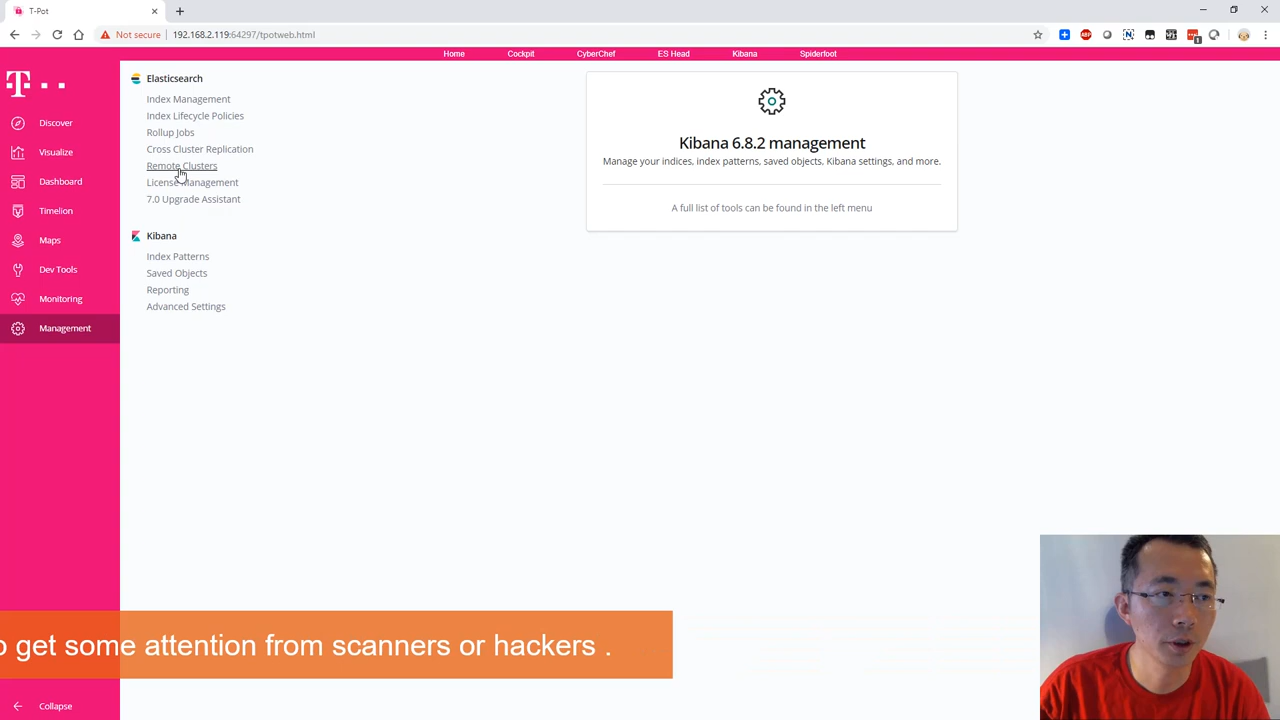 T-Pot
Not secure
192.168.2.119:64297/tpotweb.html
1
Home
Cockpit
CyberChef
ES Head
Kibana
Spiderfoot
T
Discover
Visualize
Dashboard
Timelion
Maps
Dev Tools
Monitoring
Management
Collapse
Elasticsearch
Index Management
Index Lifecycle Policies
Rollup Jobs
Cross Cluster Replication
Remote Clusters
License Management
7.0 Upgrade Assistant
Kibana
Index Patterns
Saved Objects
Reporting
Advanced Settings
Kibana 6.8.2 management
Manage your indices, index patterns, saved objects, Kibana settings, and more.
A full list of tools can be found in the left menu
get some attention from scanners or hackers .